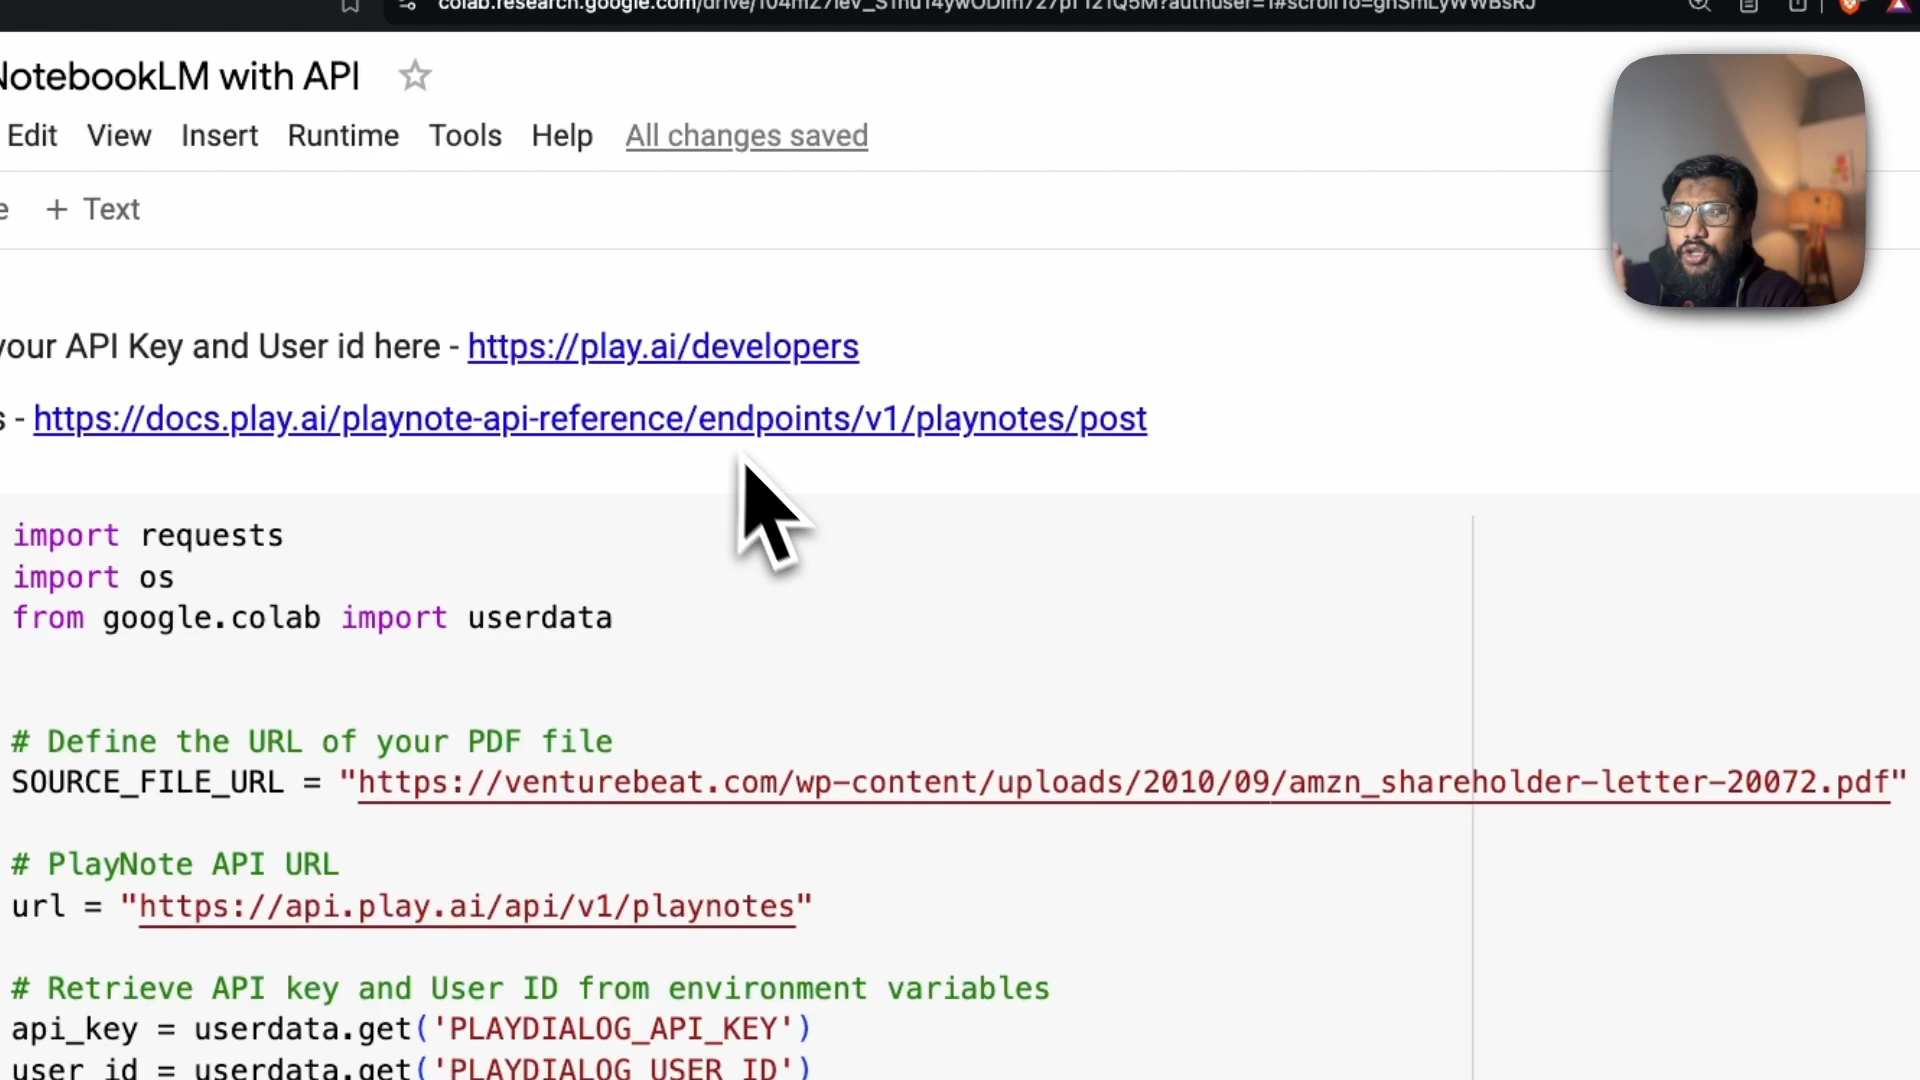 NotebookLM with API
Edit View Insert Runtime Tools Help All changes saved
+ Text
your API Key and User id here - https://play.ai/developers
s - https://docs.play.ai/playnote-api-reference/endpoints/v1/playnotes/post
import requests
import os
from google.colab import userdata
# Define the URL of your PDF file
SOURCE_FILE_URL = "https://venturebeat.com/wp-content/uploads/2010/09/amzn_shareholder-letter-20072.pdf"
# PlayNote API URL
url = "https://api.play.ai/api/v1/playnotes"
# Retrieve API key and User ID from environment variables
api_key = userdata.get('PLAYDIALOG_API_KEY')
user_id = userdata.get('PLAYDIALOG_USER_ID')